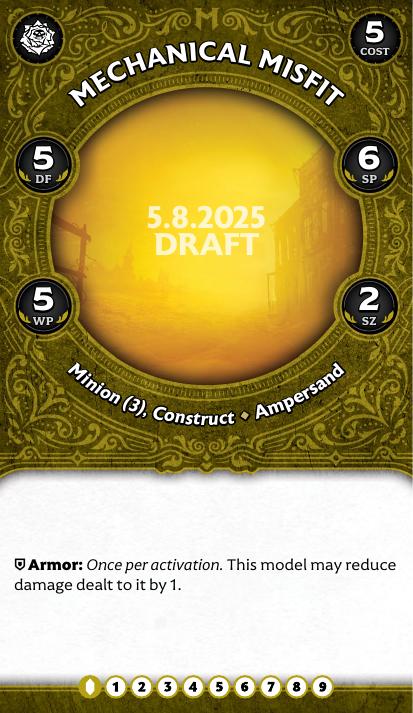 5
COST
MECHANICAL MISFIT
5
DF
6
SP
5.8.2025
DRAFT
5
WP
2
SZ
Minion (3), Construct ◆ Ampersand
Armor: Once per activation. This model may reduce
damage dealt to it by 1.
1 2 3 4 5 6 7 8 9